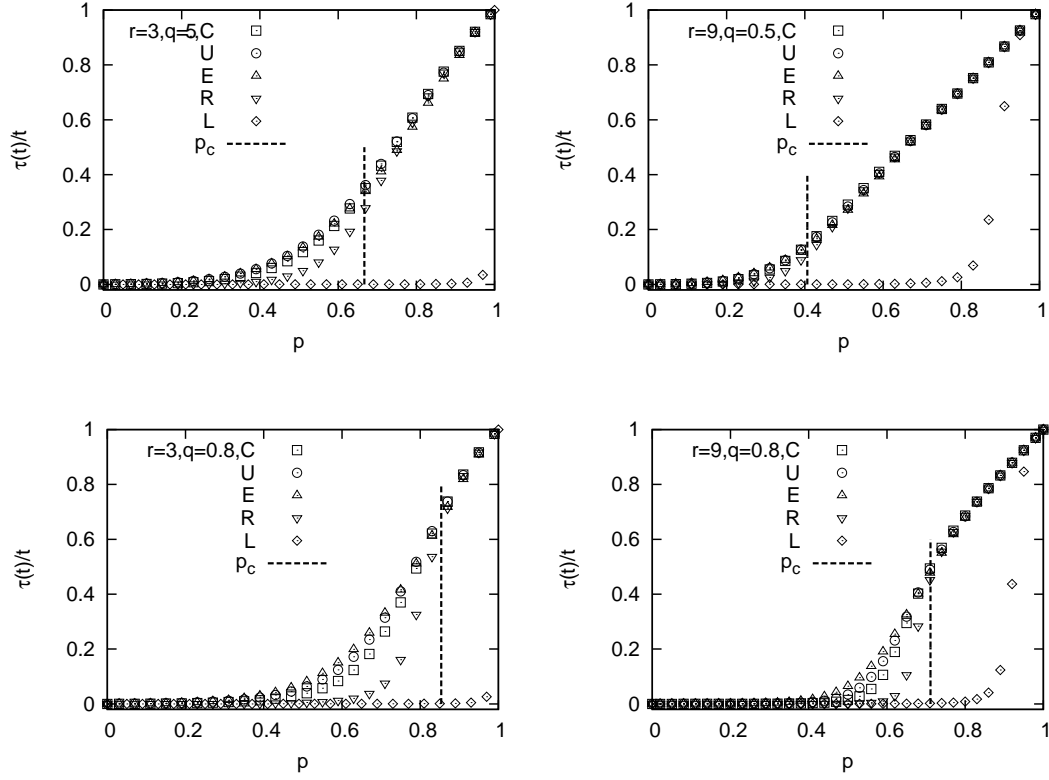 r=3,q=5,C
U
E
R
L
p_c
τ(t)/t
1
0.8
0.6
0.4
0.2
0
0 0.2 0.4 0.6 0.8 1
p
r=9,q=0.5,C
U
E
R
L
p_c
τ(t)/t
1
0.8
0.6
0.4
0.2
0
0 0.2 0.4 0.6 0.8 1
p
r=3,q=0.8,C
U
E
R
L
p_c
τ(t)/t
1
0.8
0.6
0.4
0.2
0
0 0.2 0.4 0.6 0.8 1
p
r=9,q=0.8,C
U
E
R
L
p_c
τ(t)/t
1
0.8
0.6
0.4
0.2
0
0 0.2 0.4 0.6 0.8 1
p